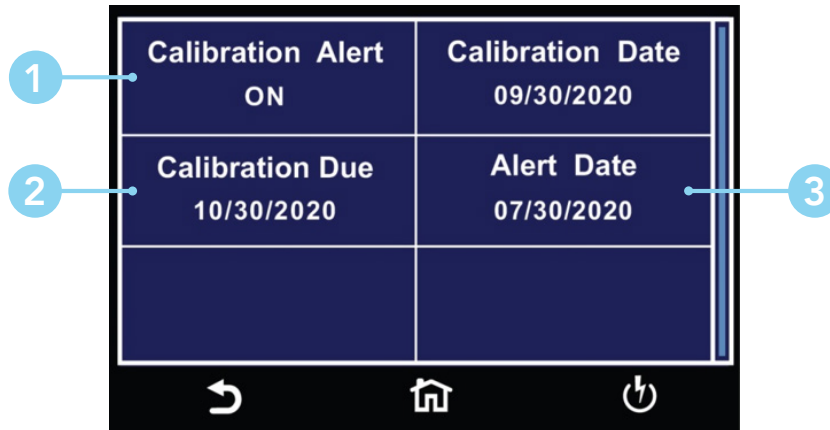 Calibration Alert
ON
Calibration Date
09/30/2020
Calibration Due
10/30/2020
Alert Date
07/30/2020
1
2
3